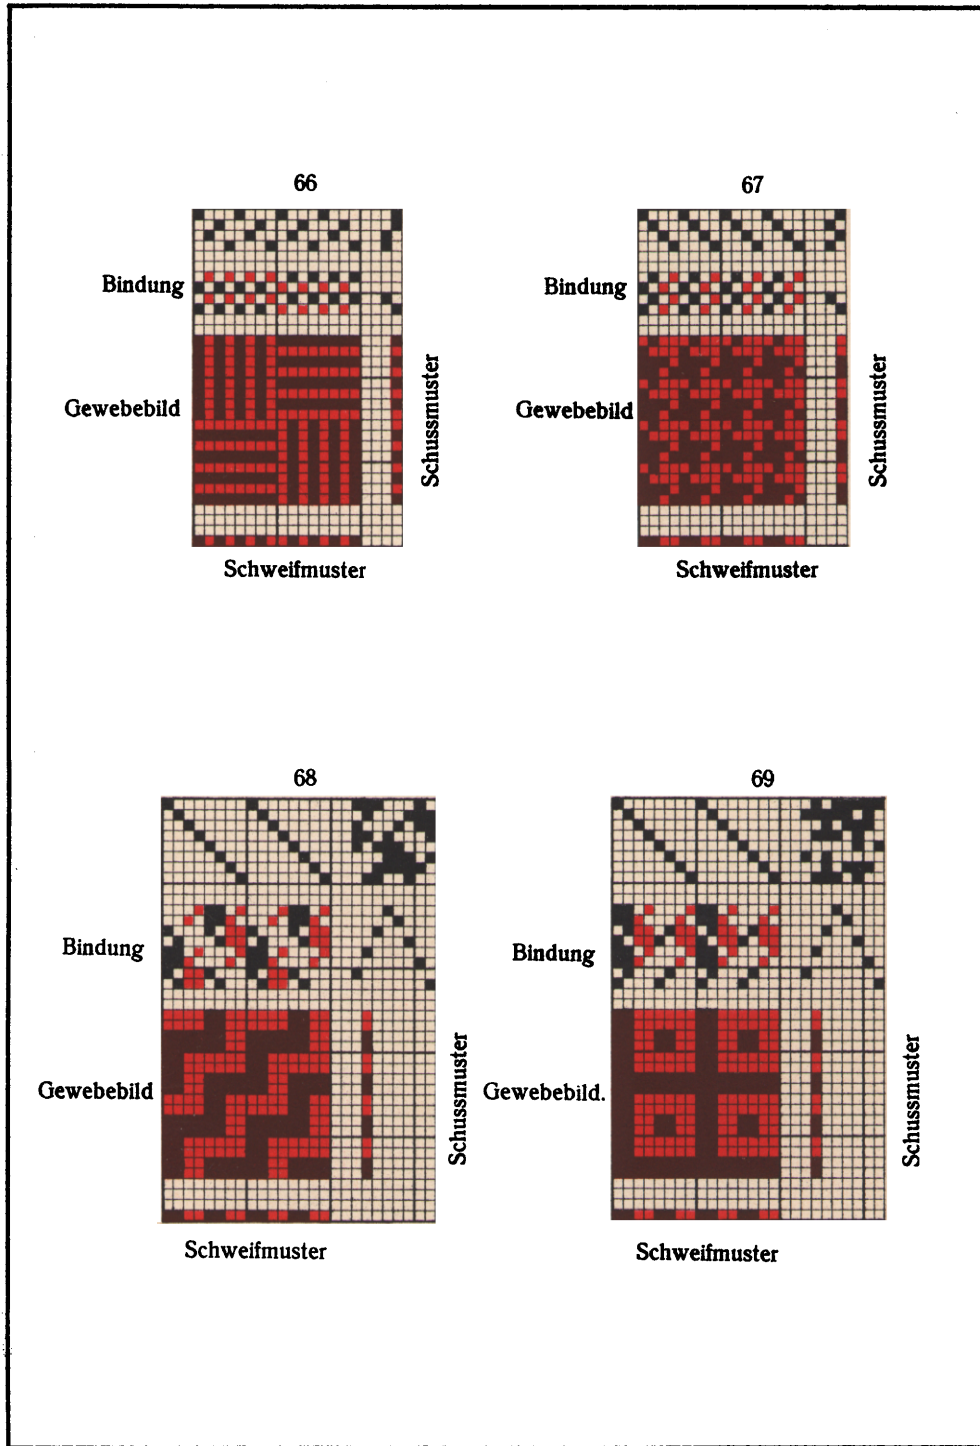 66
Bindung
Gewebebild
Schussmuster
Schweifmuster
67
Bindung
Gewebebild
Schussmuster
Schweifmuster
68
Bindung
Gewebebild
Schussmuster
Schweifmuster
69
Bindung
Gewebebild.
Schussmuster
Schweifmuster